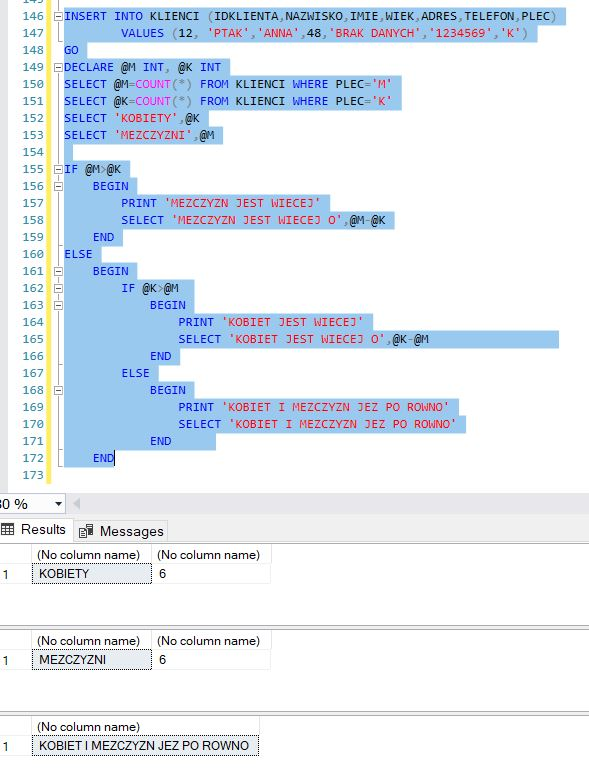 145
146 INSERT INTO KLIENCI (IDKLIENTA,NAZWISKO,IMIE,WIEK,ADRES,TELEFON,PLEC)
147 VALUES (12, 'PTAK','ANNA',48,'BRAK DANYCH','1234569','K')
148 GO
149 DECLARE @M INT, @K INT
150 SELECT @M=COUNT(*) FROM KLIENCI WHERE PLEC='M'
151 SELECT @K=COUNT(*) FROM KLIENCI WHERE PLEC='K'
152 SELECT 'KOBIETY',@K
153 SELECT 'MEZCZYZNI',@M
154
155 IF @M>@K
156 BEGIN
157 PRINT 'MEZCZYZN JEST WIECEJ'
158 SELECT 'MEZCZYZN JEST WIECEJ O',@M-@K
159 END
160 ELSE
161 BEGIN
162 IF @K>@M
163 BEGIN
164 PRINT 'KOBIET JEST WIECEJ'
165 SELECT 'KOBIET JEST WIECEJ O',@K-@M
166 END
167 ELSE
168 BEGIN
169 PRINT 'KOBIET I MEZCZYZN JEZ PO ROWNO'
170 SELECT 'KOBIET I MEZCZYZN JEZ PO ROWNO'
171 END
172 END
173
80 %
Results Messages
(No column name) (No column name)
1 KOBIETY 6
(No column name) (No column name)
1 MEZCZYZNI 6
(No column name)
1 KOBIET I MEZCZYZN JEZ PO ROWNO